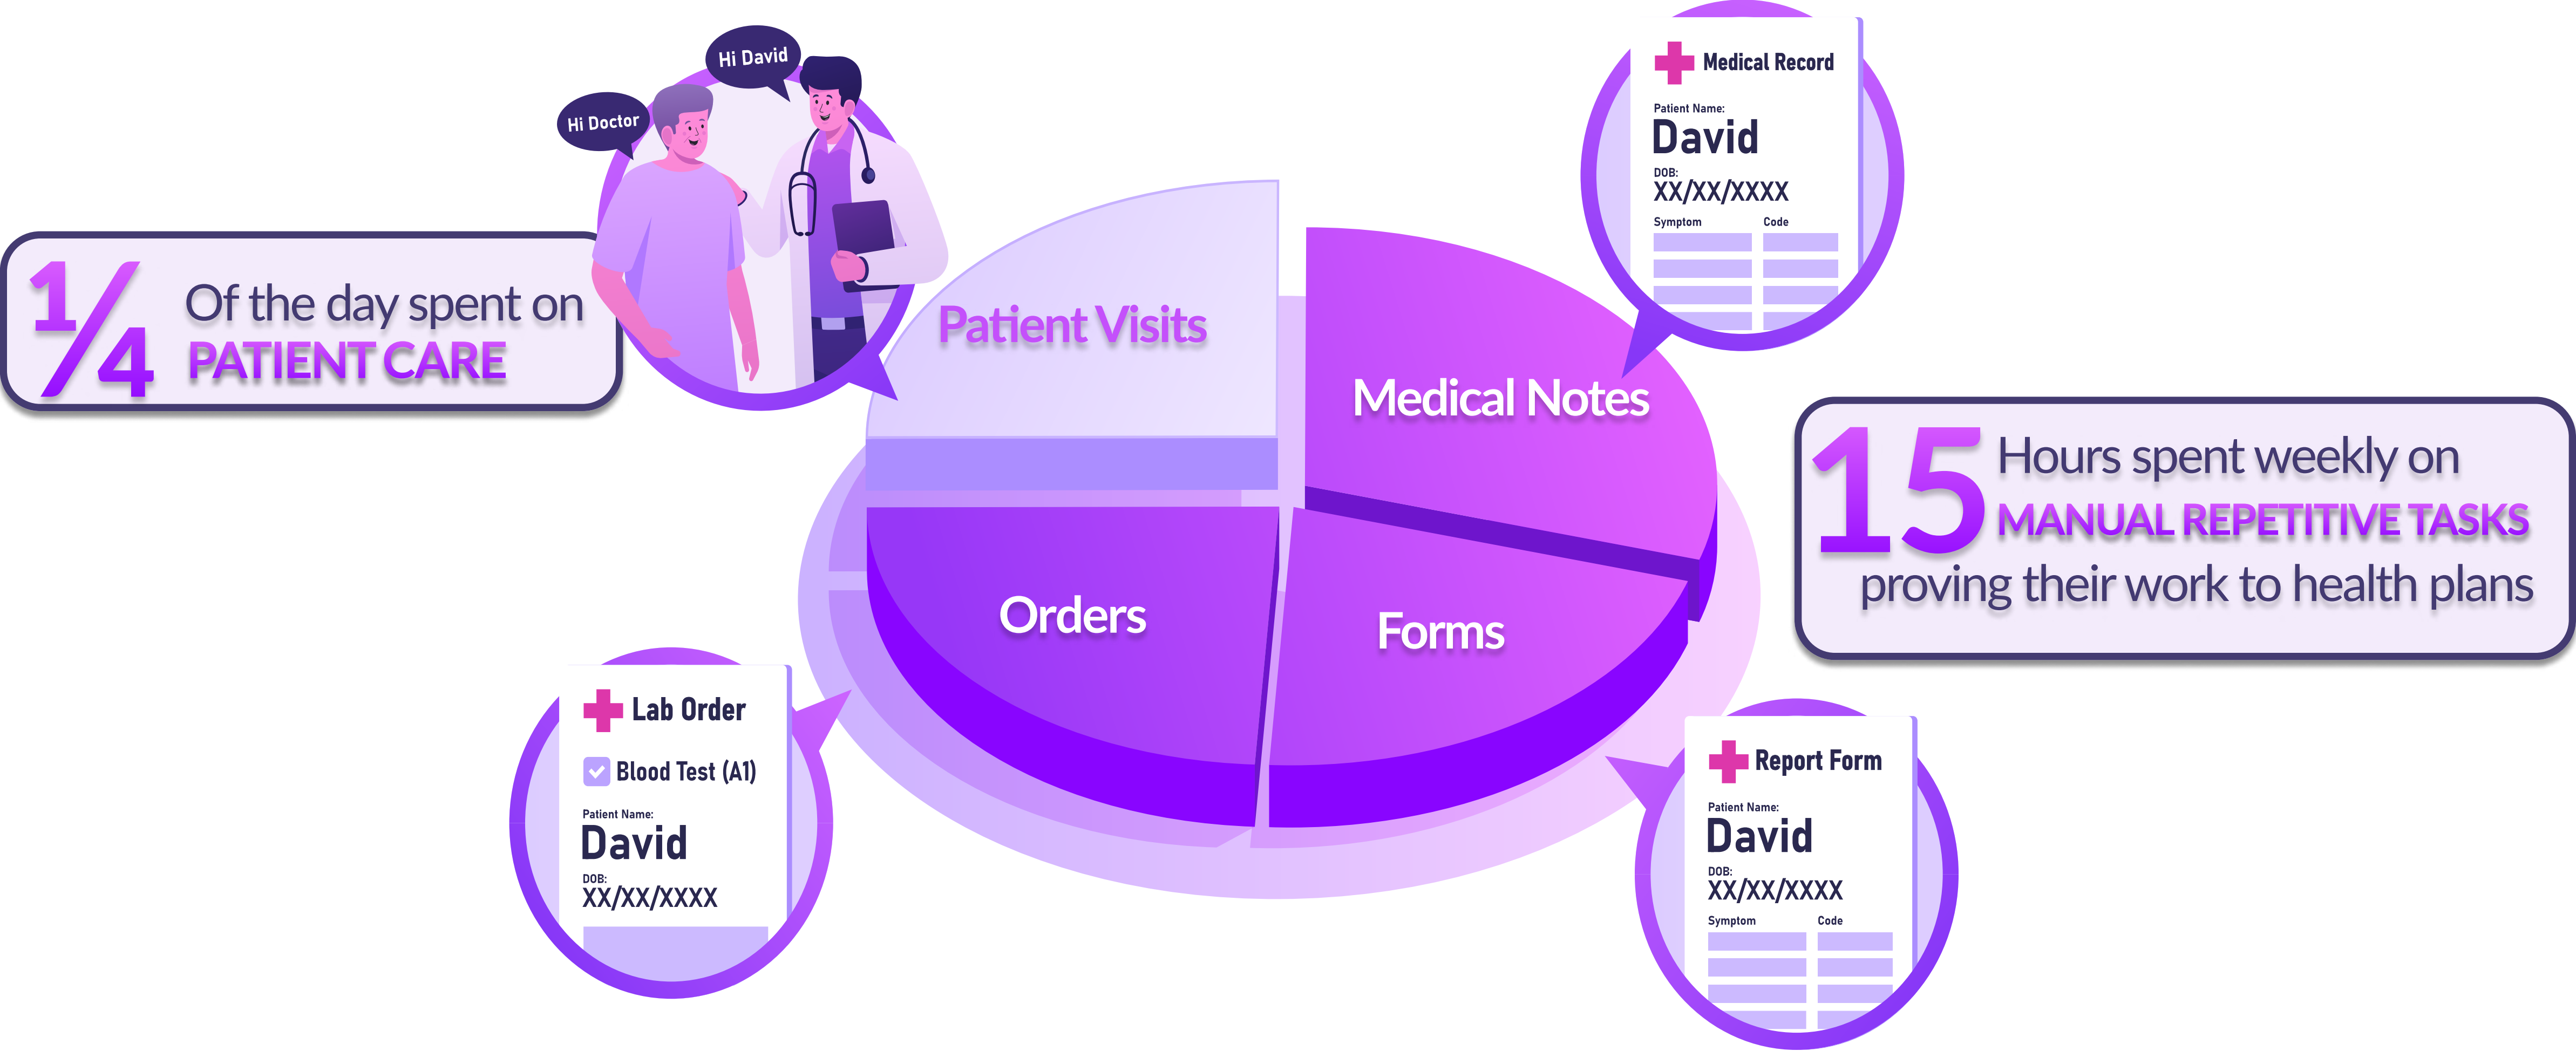 Hi David
Hi Doctor
¼ Of the day spent on
PATIENT CARE
Patient Visits
Medical Notes
Orders
Forms
Medical Record
Patient Name:
David
DOB:
XX/XX/XXXX
Symptom Code
15 Hours spent weekly on
MANUAL REPETITIVE TASKS
proving their work to health plans
Lab Order
Blood Test (A1)
Patient Name:
David
DOB:
XX/XX/XXXX
Report Form
Patient Name:
David
DOB:
XX/XX/XXXX
Symptom Code